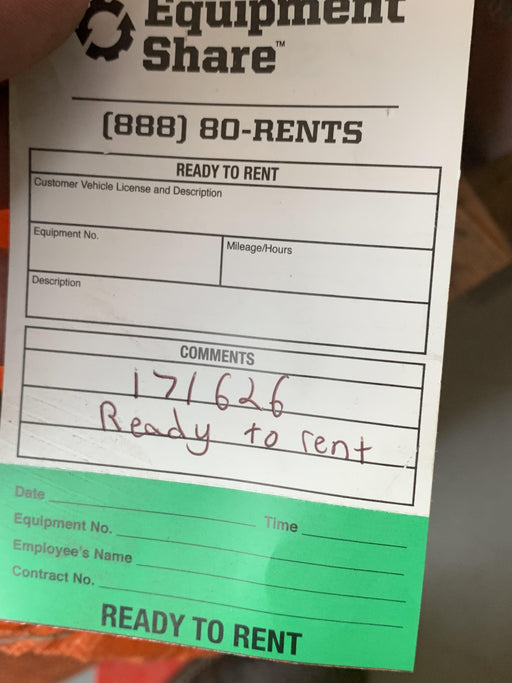 Equipment
Share™
(888) 80-RENTS
READY TO RENT
Customer Vehicle License and Description
Equipment No.
Mileage/Hours
Description
COMMENTS
171626
Ready to rent
Date
Time
Equipment No.
Employee's Name
Contract No.
READY TO RENT